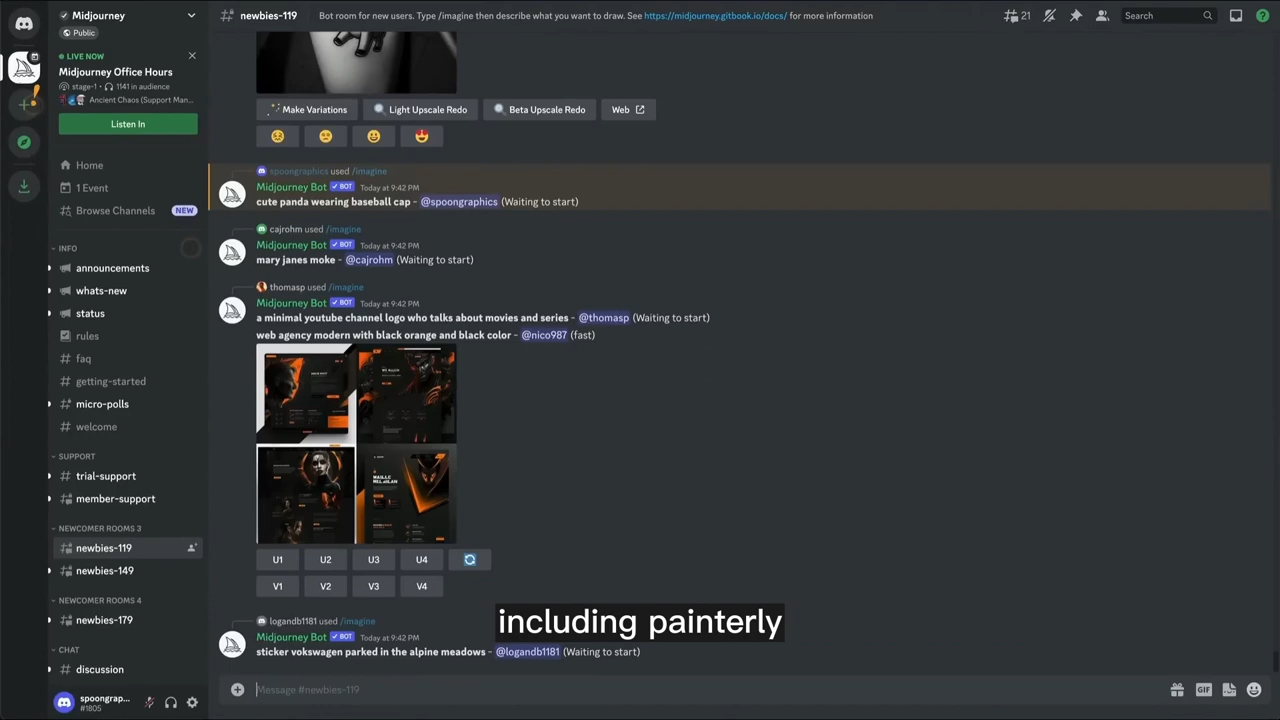 Midjourney
Public
LIVE NOW
Midjourney Office Hours
stage-1 • 1141 in audience
Ancient Chaos (Support Man...
Listen In
Home
1 Event
Browse Channels NEW
INFO
announcements
whats-new
status
rules
faq
getting-started
micro-polls
welcome
SUPPORT
trial-support
member-support
NEWCOMER ROOMS 3
newbies-119
newbies-149
NEWCOMER ROOMS 4
newbies-179
CHAT
discussion
spoongrap...
#1805
newbies-119 Bot room for new users. Type /imagine then describe what you want to draw. See https://midjourney.gitbook.io/docs/ for more information
21
Search
Make Variations Light Upscale Redo Beta Upscale Redo Web
spoongraphics used /imagine
Midjourney Bot BOT Today at 9:42 PM
cute panda wearing baseball cap - @spoongraphics (Waiting to start)
cajrohm used /imagine
Midjourney Bot BOT Today at 9:42 PM
mary janes moke - @cajrohm (Waiting to start)
thomasp used /imagine
Midjourney Bot BOT Today at 9:42 PM
a minimal youtube channel logo who talks about movies and series - @thomasp (Waiting to start)
web agency modern with black orange and black color - @nico987 (fast)
U1 U2 U3 U4
V1 V2 V3 V4
including painterly
logandb1181 used /imagine
Midjourney Bot BOT Today at 9:42 PM
sticker vokswagen parked in the alpine meadows - @logandb1181 (Waiting to start)
Message #newbies-119
GIF